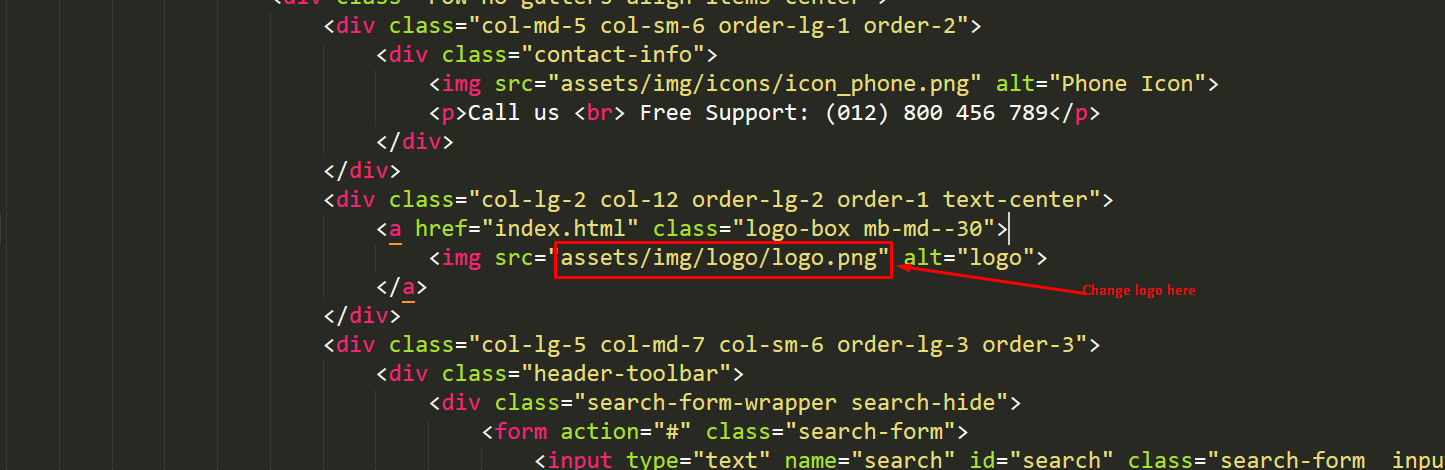 <div class="row no-gutters align-items-center">
<div class="col-md-5 col-sm-6 order-lg-1 order-2">
<div class="contact-info">
<img src="assets/img/icons/icon_phone.png" alt="Phone Icon">
<p>Call us <br> Free Support: (012) 800 456 789</p>
</div>
</div>
<div class="col-lg-2 col-12 order-lg-2 order-1 text-center">
<a href="index.html" class="logo-box mb-md--30">
<img src="assets/img/logo/logo.png" alt="logo">
Change logo here
</a>
</div>
<div class="col-lg-5 col-md-7 col-sm-6 order-lg-3 order-3">
<div class="header-toolbar">
<div class="search-form-wrapper search-hide">
<form action="#" class="search-form">
<input type="text" name="search" id="search" class="search-form__inpu